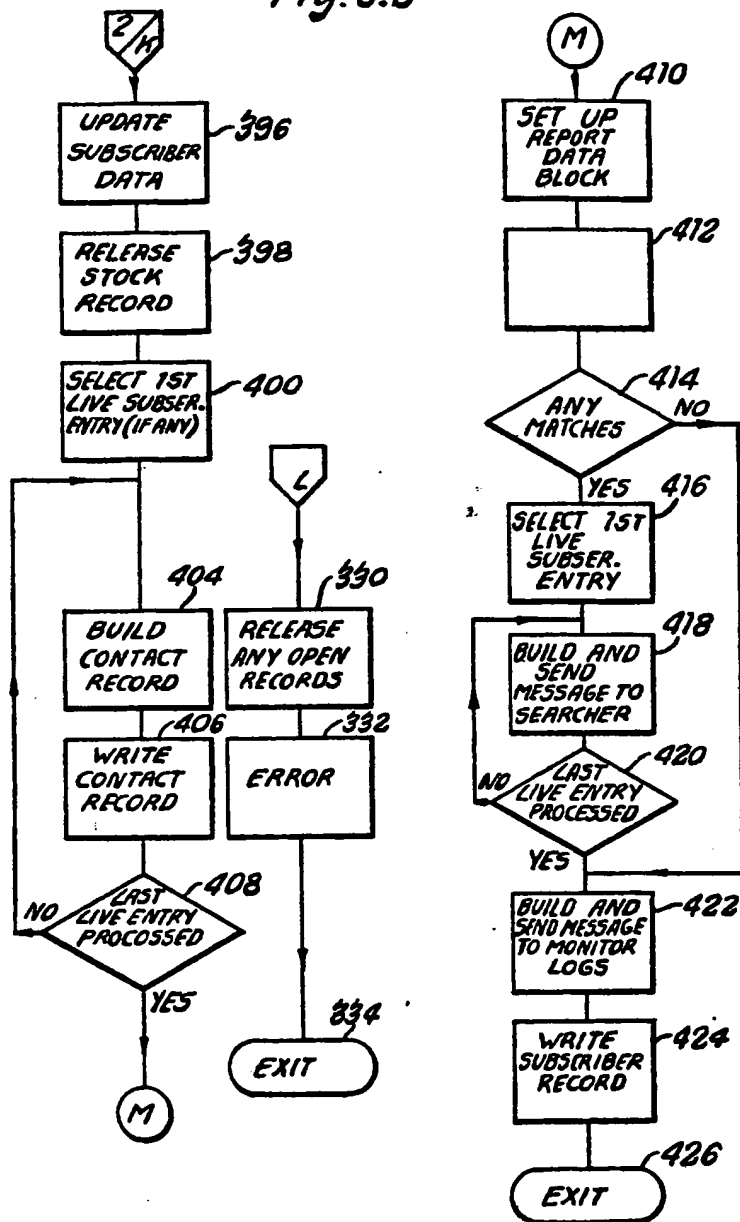 2/K
UPDATE
SUBSCRIBER
DATA
396
RELEASE
STOCK
RECORD
398
SELECT 1ST
LIVE SUBSER.
ENTRY (IF ANY)
400
404
BUILD
CONTACT
RECORD
406
WRITE
CONTACT
RECORD
LAST
LIVE ENTRY
PROCOSSED
408
NO
YES
M
L
330
RELEASE
ANY OPEN
RECORDS
332
ERROR
334
EXIT
M
410
SET UP
REPORT
DATA
BLOCK
412
414
ANY
MATCHES
NO
YES
416
SELECT 1ST
LIVE
SUBSER.
ENTRY
418
BUILD AND
SEND
MESSAGE TO
SEARCHER
420
LAST
LIVE ENTRY
PROCESSED
NO
YES
BUILD AND
SEND MESSAGE
TO MONITOR
LOGS
422
WRITE
SUBSCRIBER
RECORD
424
426
EXIT